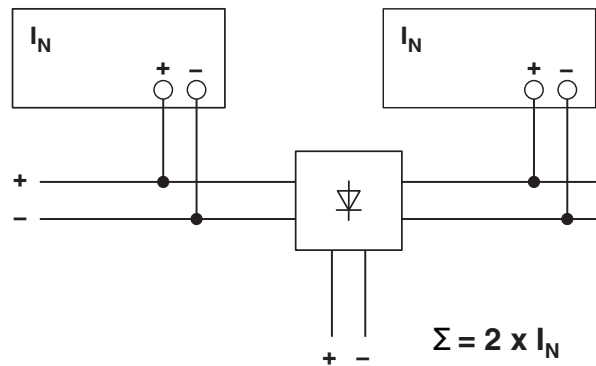 I_N
I_N
+ −
+ −
+
−
+ −
Σ = 2 x I_N